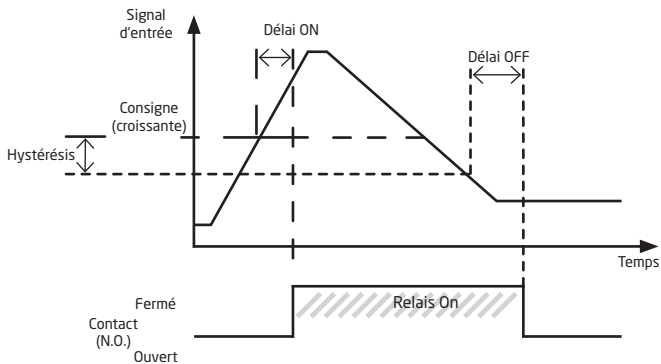 Signal
d'entrée
Délai ON
Délai OFF
Consigne
(croissante)
Hystérésis
Temps
Fermé
Relais On
Contact
(N.O.)
Ouvert